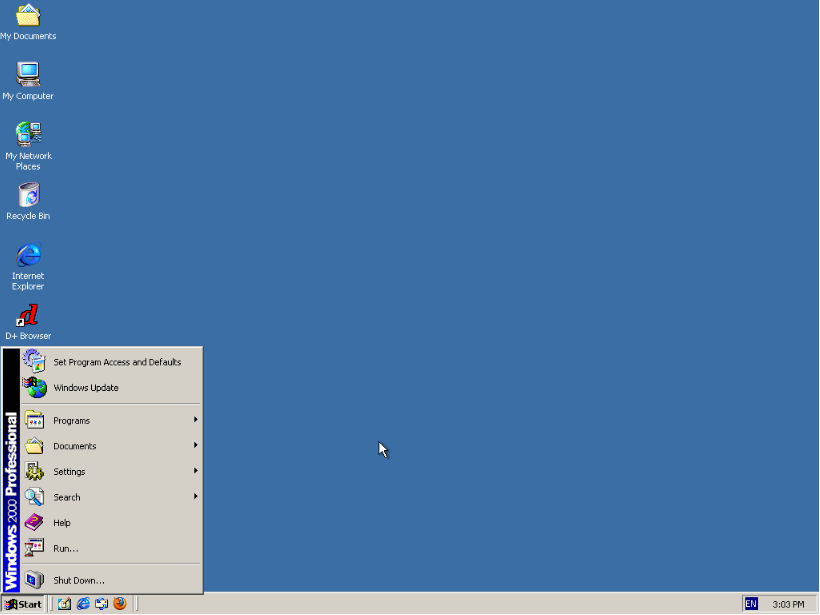 My Documents
My Computer
My Network
Places
Recycle Bin
Internet
Explorer
D+ Browser
Set Program Access and Defaults
Windows Update
Programs
Documents
Settings
Search
Help
Run...
Shut Down...
Windows 2000 Professional
Start
EN
3:03 PM